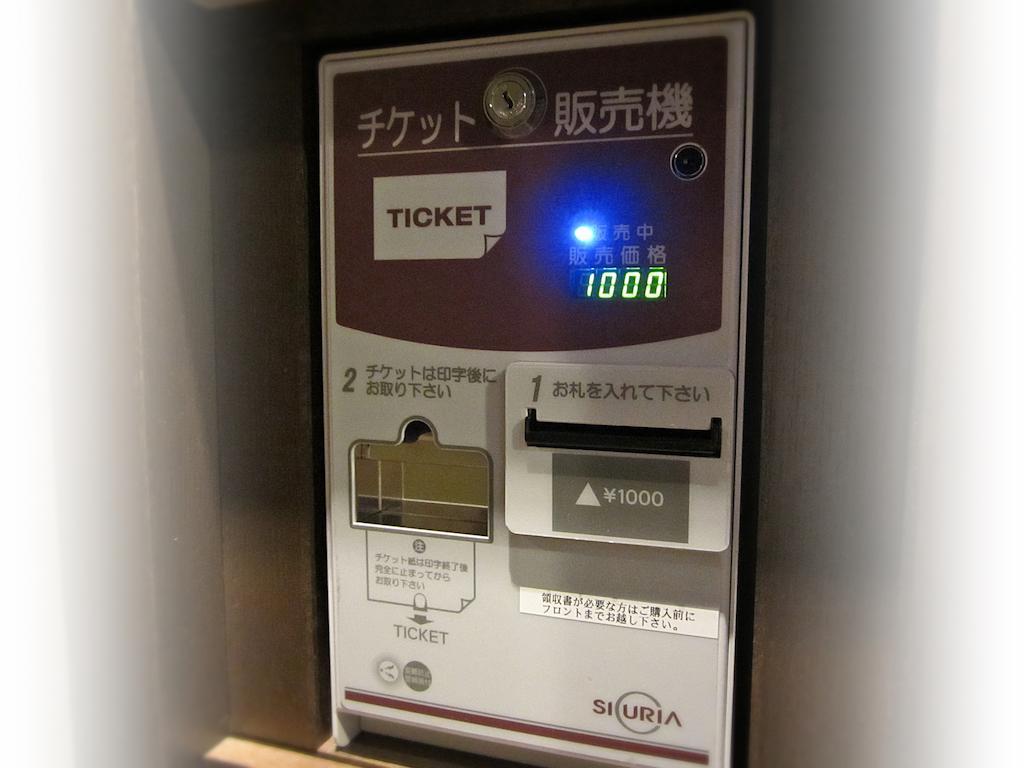 チケット 販売機
TICKET
販売中
販売価格
1000
2 チケットは印字後に
お取り下さい
1 お札を入れて下さい
▲¥1000
注
チケット紙は印字終了後
完全に止まってから
お取り下さい
TICKET
領収書が必要な方はご購入前に
フロントまでお越し下さい。
SICURIA